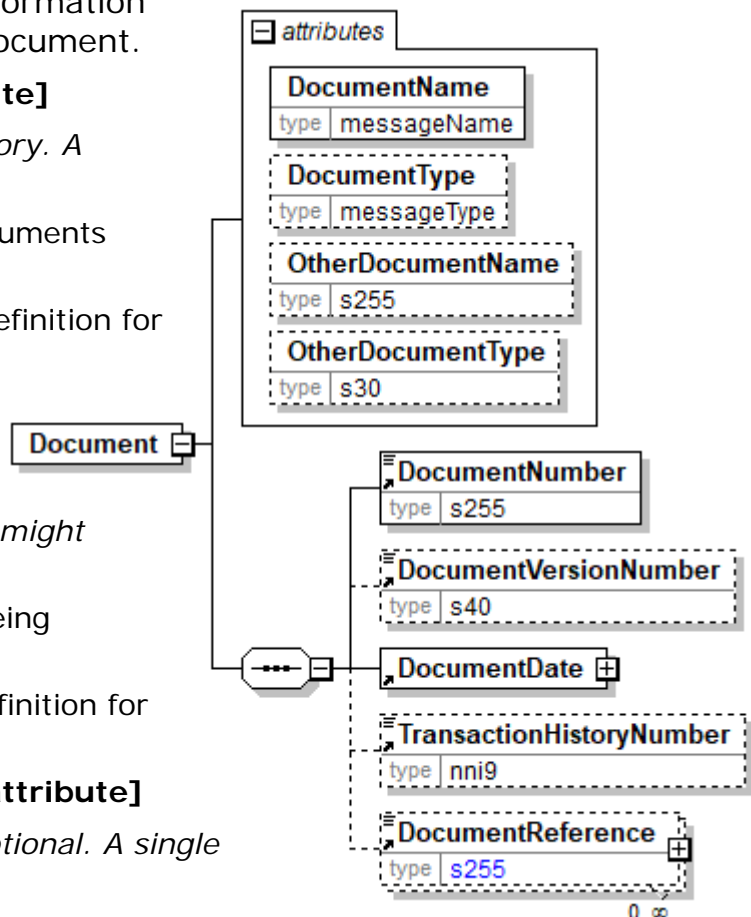 ormation
ocument.
te]
ory. A
uments
efinition for
might
eing
finition for
ttribute]
tional. A single
attributes
DocumentName
type messageName
DocumentType
type messageType
OtherDocumentName
type s255
OtherDocumentType
type s30
Document
DocumentNumber
type s255
DocumentVersionNumber
type s40
DocumentDate
TransactionHistoryNumber
type nni9
DocumentReference
type s255